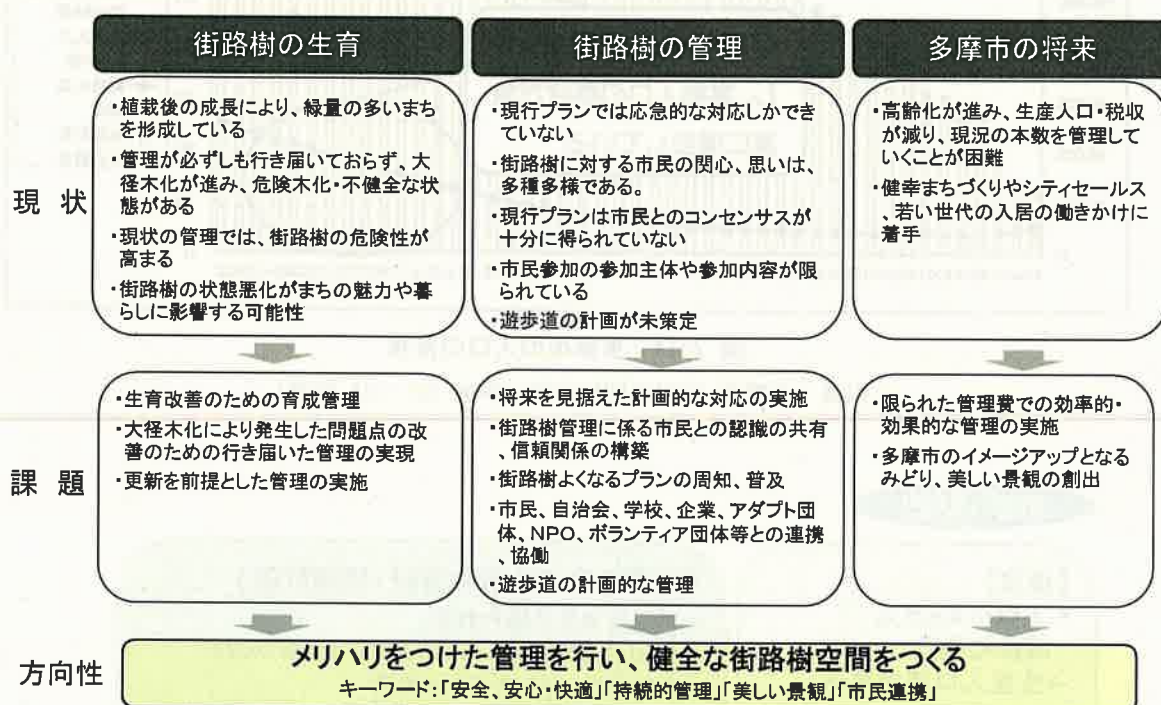 街路樹の生育
街路樹の管理
多摩市の将来
現　状
・植栽後の成長により、緑量の多いまち
を形成している
・管理が必ずしも行き届いておらず、大
径木化が進み、危険木化・不健全な状
態がある
・現状の管理では、街路樹の危険性が
高まる
・街路樹の状態悪化がまちの魅力や暮
らしに影響する可能性
・現行プランでは応急的な対応しかでき
ていない
・街路樹に対する市民の関心、思いは、
多種多様である。
・現行プランは市民とのコンセンサスが
十分に得られていない
・市民参加の参加主体や参加内容が限
られている
・遊歩道の計画が未策定
・高齢化が進み、生産人口・税収
が減り、現況の本数を管理して
いくことが困難
・健幸まちづくりやシティセールス
、若い世代の入居の働きかけに
着手
課　題
・生育改善のための育成管理
・大径木化により発生した問題点の改
善のための行き届いた管理の実現
・更新を前提とした管理の実施
・将来を見据えた計画的な対応の実施
・街路樹管理に係る市民との認識の共有
、信頼関係の構築
・街路樹よくなるプランの周知、普及
・市民、自治会、学校、企業、アダプト団
体、NPO、ボランティア団体等との連携
、協働
・遊歩道の計画的な管理
・限られた管理費での効率的・
効果的な管理の実施
・多摩市のイメージアップとなる
みどり、美しい景観の創出
方向性
メリハリをつけた管理を行い、健全な街路樹空間をつくる
キーワード：「安全、安心・快適」「持続的管理」「美しい景観」「市民連携」